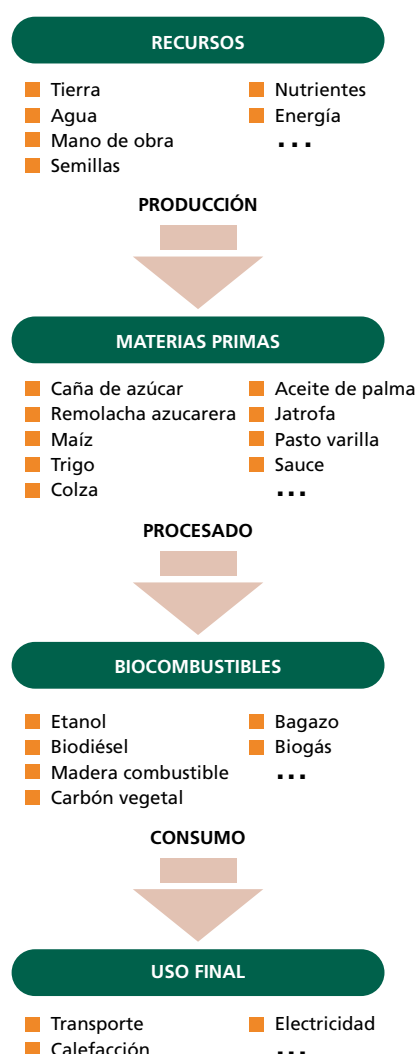 RECURSOS
Tierra
Agua
Mano de obra
Semillas
Nutrientes
Energía
...
PRODUCCIÓN
MATERIAS PRIMAS
Caña de azúcar
Remolacha azucarera
Maíz
Trigo
Colza
Aceite de palma
Jatrofa
Pasto varilla
Sauce
...
PROCESADO
BIOCOMBUSTIBLES
Etanol
Biodiésel
Madera combustible
Carbón vegetal
Bagazo
Biogás
...
CONSUMO
USO FINAL
Transporte
Calefacción
Electricidad
...